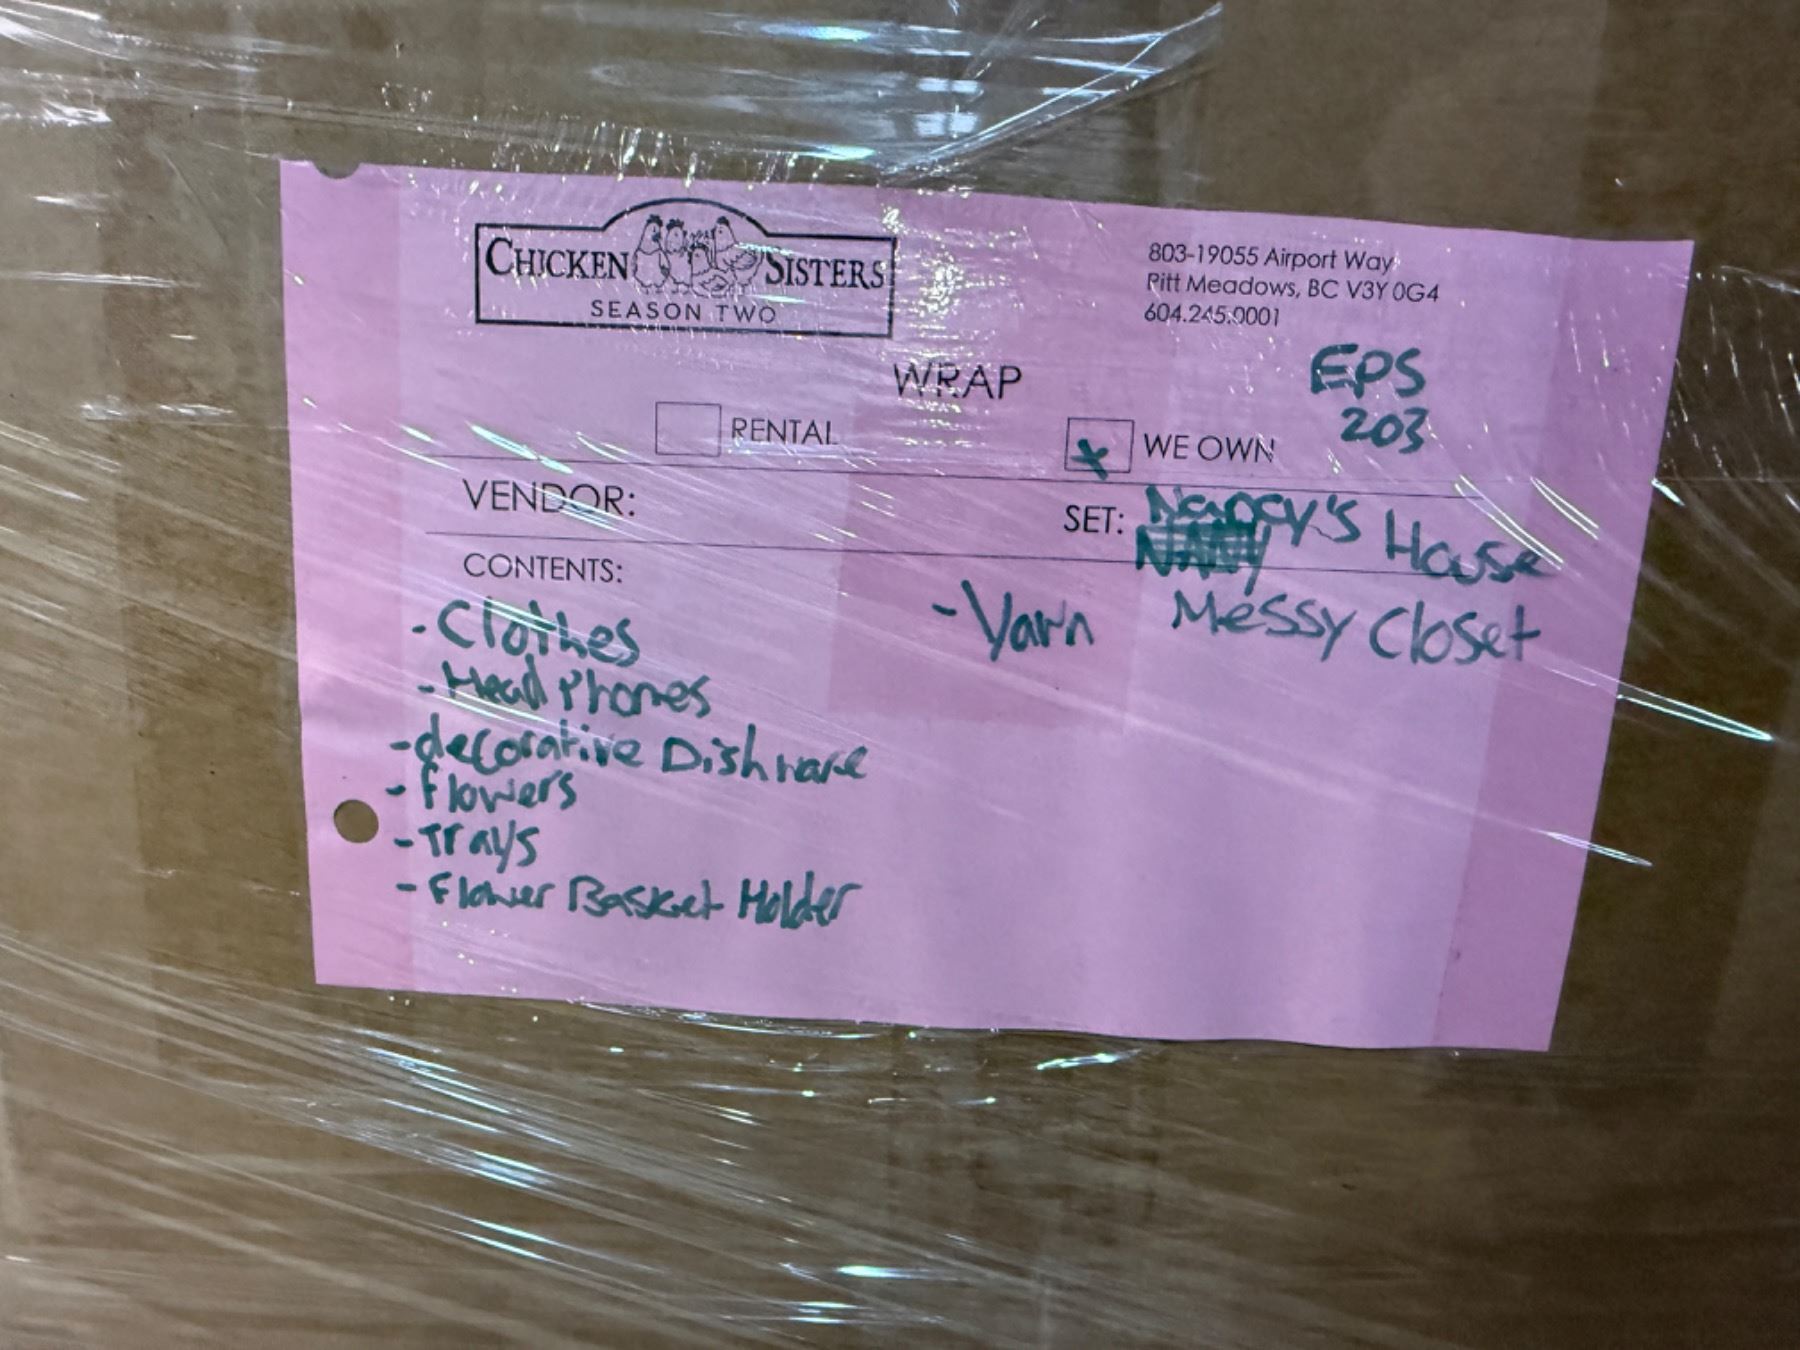 CHICKEN SISTERS
SEASON TWO
803-19055 Airport Way
Pitt Meadows, BC V3Y 0G4
604.245.0001
EPS
203
WRAP
RENTAL
x WE OWN
VENDOR:
SET: Nancy's House
Messy Closet
CONTENTS:
- Clothes
- Head Phones
- decorative Dishware
- flowers
- Trays
- Flower Basket Holder
- Yarn